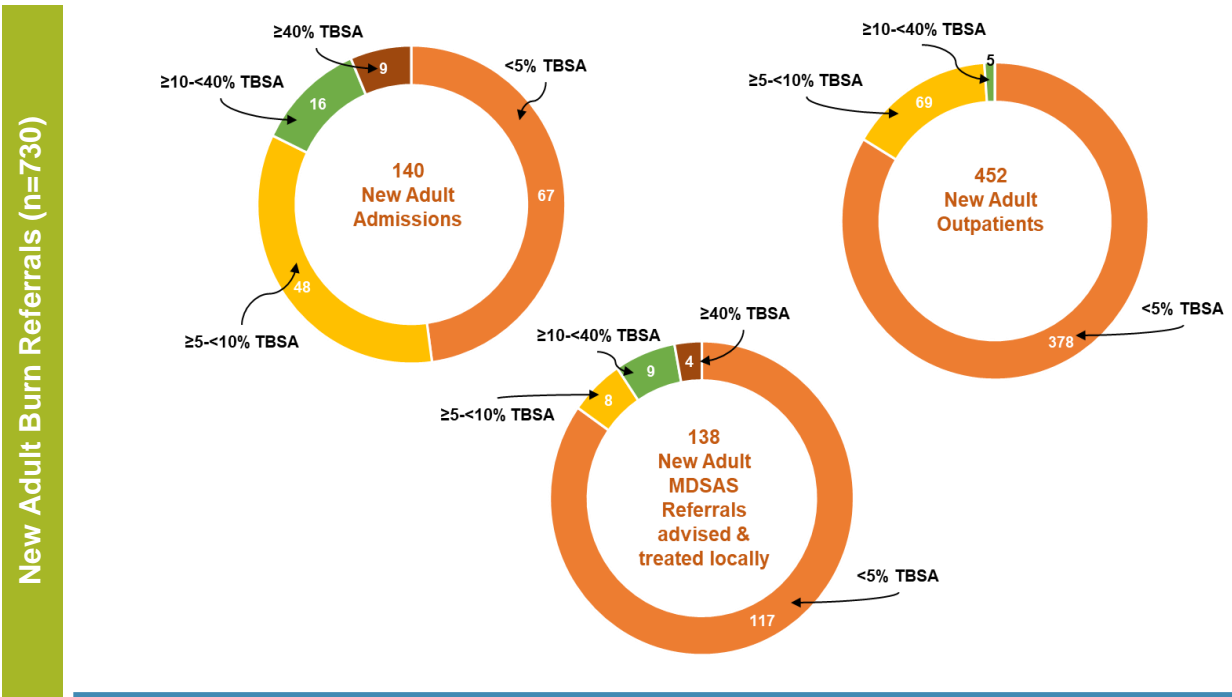 New Adult Burn Referrals (n=730)
≥40% TBSA
<5% TBSA
≥10-<40% TBSA
9
16
67
48
140
New Adult
Admissions
≥5-<10% TBSA
≥10-<40% TBSA
5
≥5-<10% TBSA
69
452
New Adult
Outpatients
<5% TBSA
378
≥40% TBSA
≥10-<40% TBSA
4
9
8
≥5-<10% TBSA
138
New Adult
MDSAS
Referrals
advised &
treated locally
<5% TBSA
117